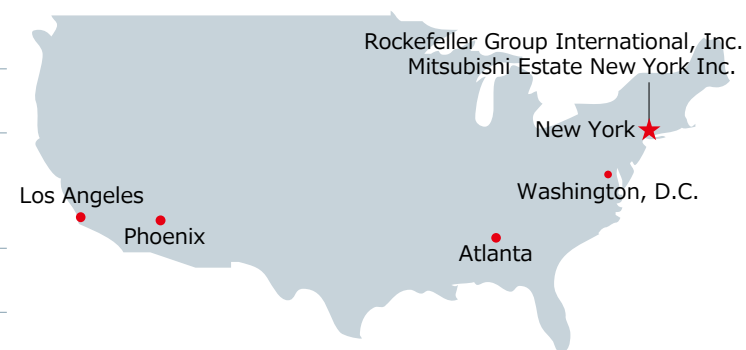 Rockefeller Group International, Inc.
Mitsubishi Estate New York Inc.
New York
Washington, D.C.
Los Angeles
Phoenix
Atlanta